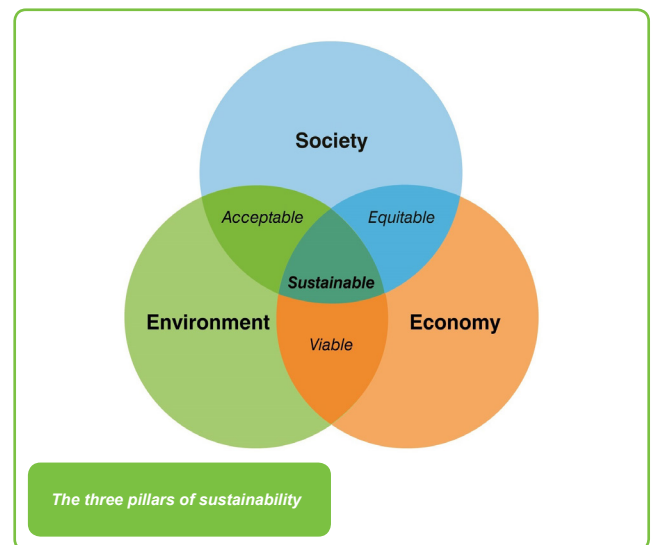 Society
Acceptable
Equitable
Sustainable
Environment
Economy
Viable
The three pillars of sustainability